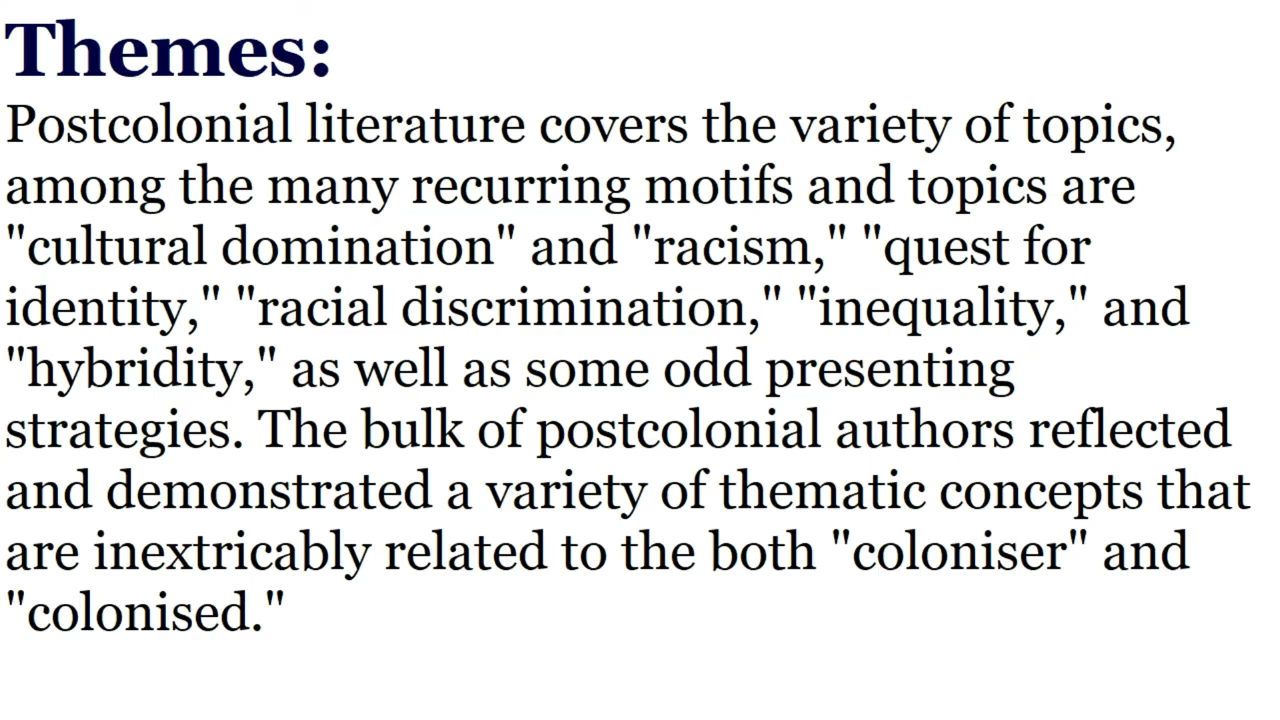 Themes:
Postcolonial literature covers the variety of topics,
among the many recurring motifs and topics are
"cultural domination" and "racism," "quest for
identity," "racial discrimination," "inequality," and
"hybridity," as well as some odd presenting
strategies. The bulk of postcolonial authors reflected
and demonstrated a variety of thematic concepts that
are inextricably related to the both "coloniser" and
"colonised."